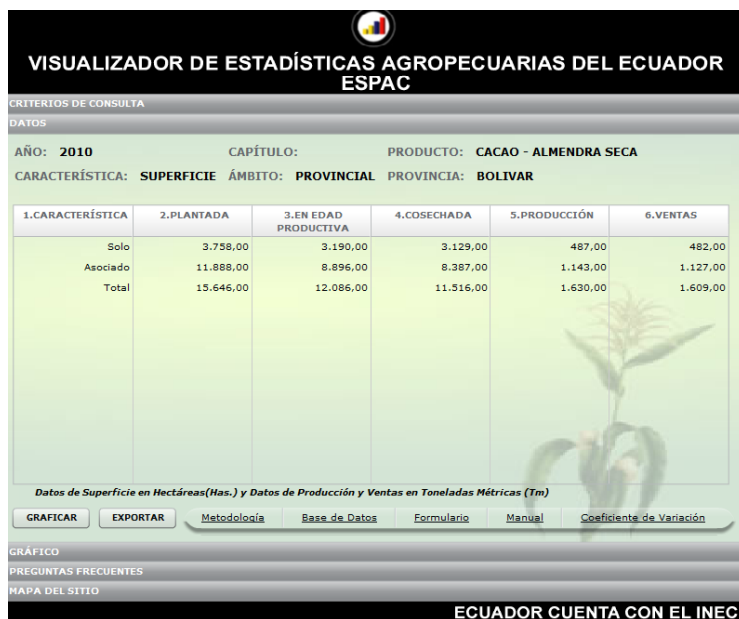 VISUALIZADOR DE ESTADÍSTICAS AGROPECUARIAS DEL ECUADOR
ESPAC
CRITERIOS DE CONSULTA
DATOS
AÑO: 2010 CAPÍTULO: PRODUCTO: CACAO - ALMENDRA SECA
CARACTERÍSTICA: SUPERFICIE ÁMBITO: PROVINCIAL PROVINCIA: BOLIVAR
1.CARACTERÍSTICA 2.PLANTADA 3.EN EDAD PRODUCTIVA 4.COSECHADA 5.PRODUCCIÓN 6.VENTAS
Solo 3.758,00 3.190,00 3.129,00 487,00 482,00
Asociado 11.888,00 8.896,00 8.387,00 1.143,00 1.127,00
Total 15.646,00 12.086,00 11.516,00 1.630,00 1.609,00
Datos de Superficie en Hectáreas(Has.) y Datos de Producción y Ventas en Toneladas Métricas (Tm)
GRAFICAR EXPORTAR Metodología Base de Datos Formulario Manual Coeficiente de Variación
GRÁFICO
PREGUNTAS FRECUENTES
MAPA DEL SITIO
ECUADOR CUENTA CON EL INEC